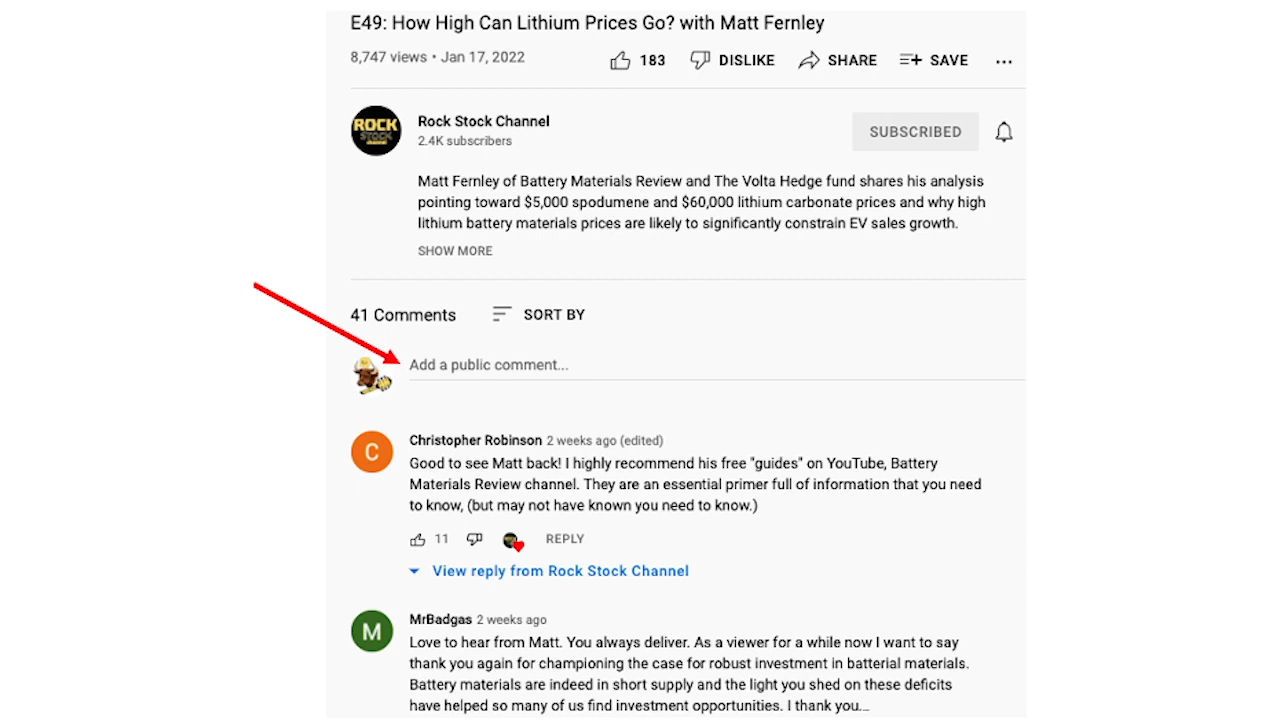 E49: How High Can Lithium Prices Go? with Matt Fernley
8,747 views • Jan 17, 2022
183 DISLIKE SHARE SAVE
ROCK
STOCK
channel
Rock Stock Channel
2.4K subscribers
SUBSCRIBED
Matt Fernley of Battery Materials Review and The Volta Hedge fund shares his analysis
pointing toward $5,000 spodumene and $60,000 lithium carbonate prices and why high
lithium battery materials prices are likely to significantly constrain EV sales growth.
SHOW MORE
41 Comments SORT BY
Add a public comment...
C
Christopher Robinson 2 weeks ago (edited)
Good to see Matt back! I highly recommend his free "guides" on YouTube, Battery
Materials Review channel. They are an essential primer full of information that you need
to know, (but may not have known you need to know.)
11 REPLY
View reply from Rock Stock Channel
M
MrBadgas 2 weeks ago
Love to hear from Matt. You always deliver. As a viewer for a while now I want to say
thank you again for championing the case for robust investment in batterial materials.
Battery materials are indeed in short supply and the light you shed on these deficits
have helped so many of us find investment opportunities. I thank you...